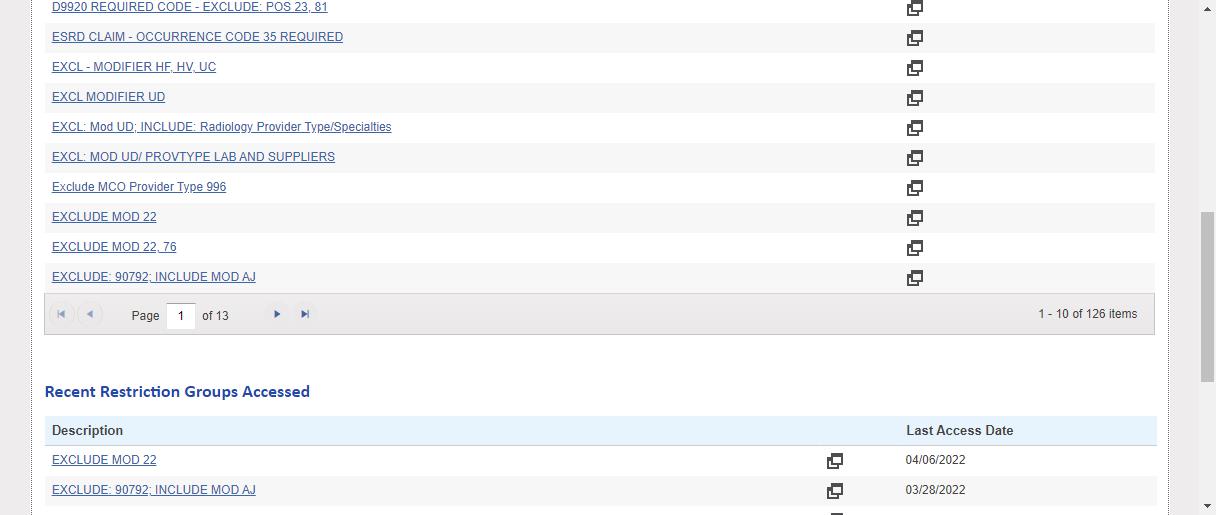 D9920 REQUIRED CODE - EXCLUDE: POS 23, 81
ESRD CLAIM - OCCURRENCE CODE 35 REQUIRED
EXCL - MODIFIER HF, HV, UC
EXCL MODIFIER UD
EXCL: Mod UD; INCLUDE: Radiology Provider Type/Specialties
EXCL: MOD UD/ PROVTYPE LAB AND SUPPLIERS
Exclude MCO Provider Type 996
EXCLUDE MOD 22
EXCLUDE MOD 22, 76
EXCLUDE: 90792; INCLUDE MOD AJ
Page 1 of 13 1 - 10 of 126 items
Recent Restriction Groups Accessed
Description Last Access Date
EXCLUDE MOD 22 04/06/2022
EXCLUDE: 90792; INCLUDE MOD AJ 03/28/2022